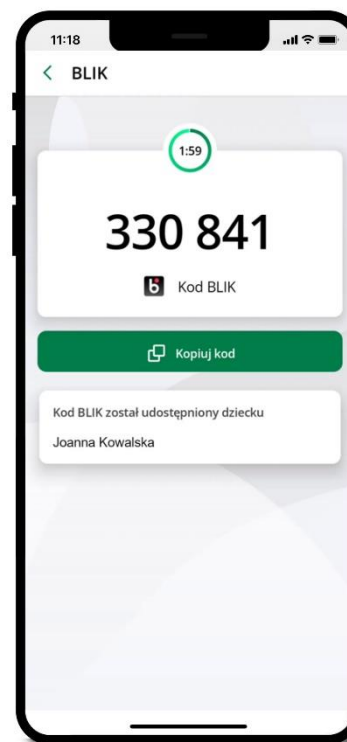 11:18
BLIK
1:59
330 841
Kod BLIK
Kopiuj kod
Kod BLIK został udostępniony dziecku
Joanna Kowalska